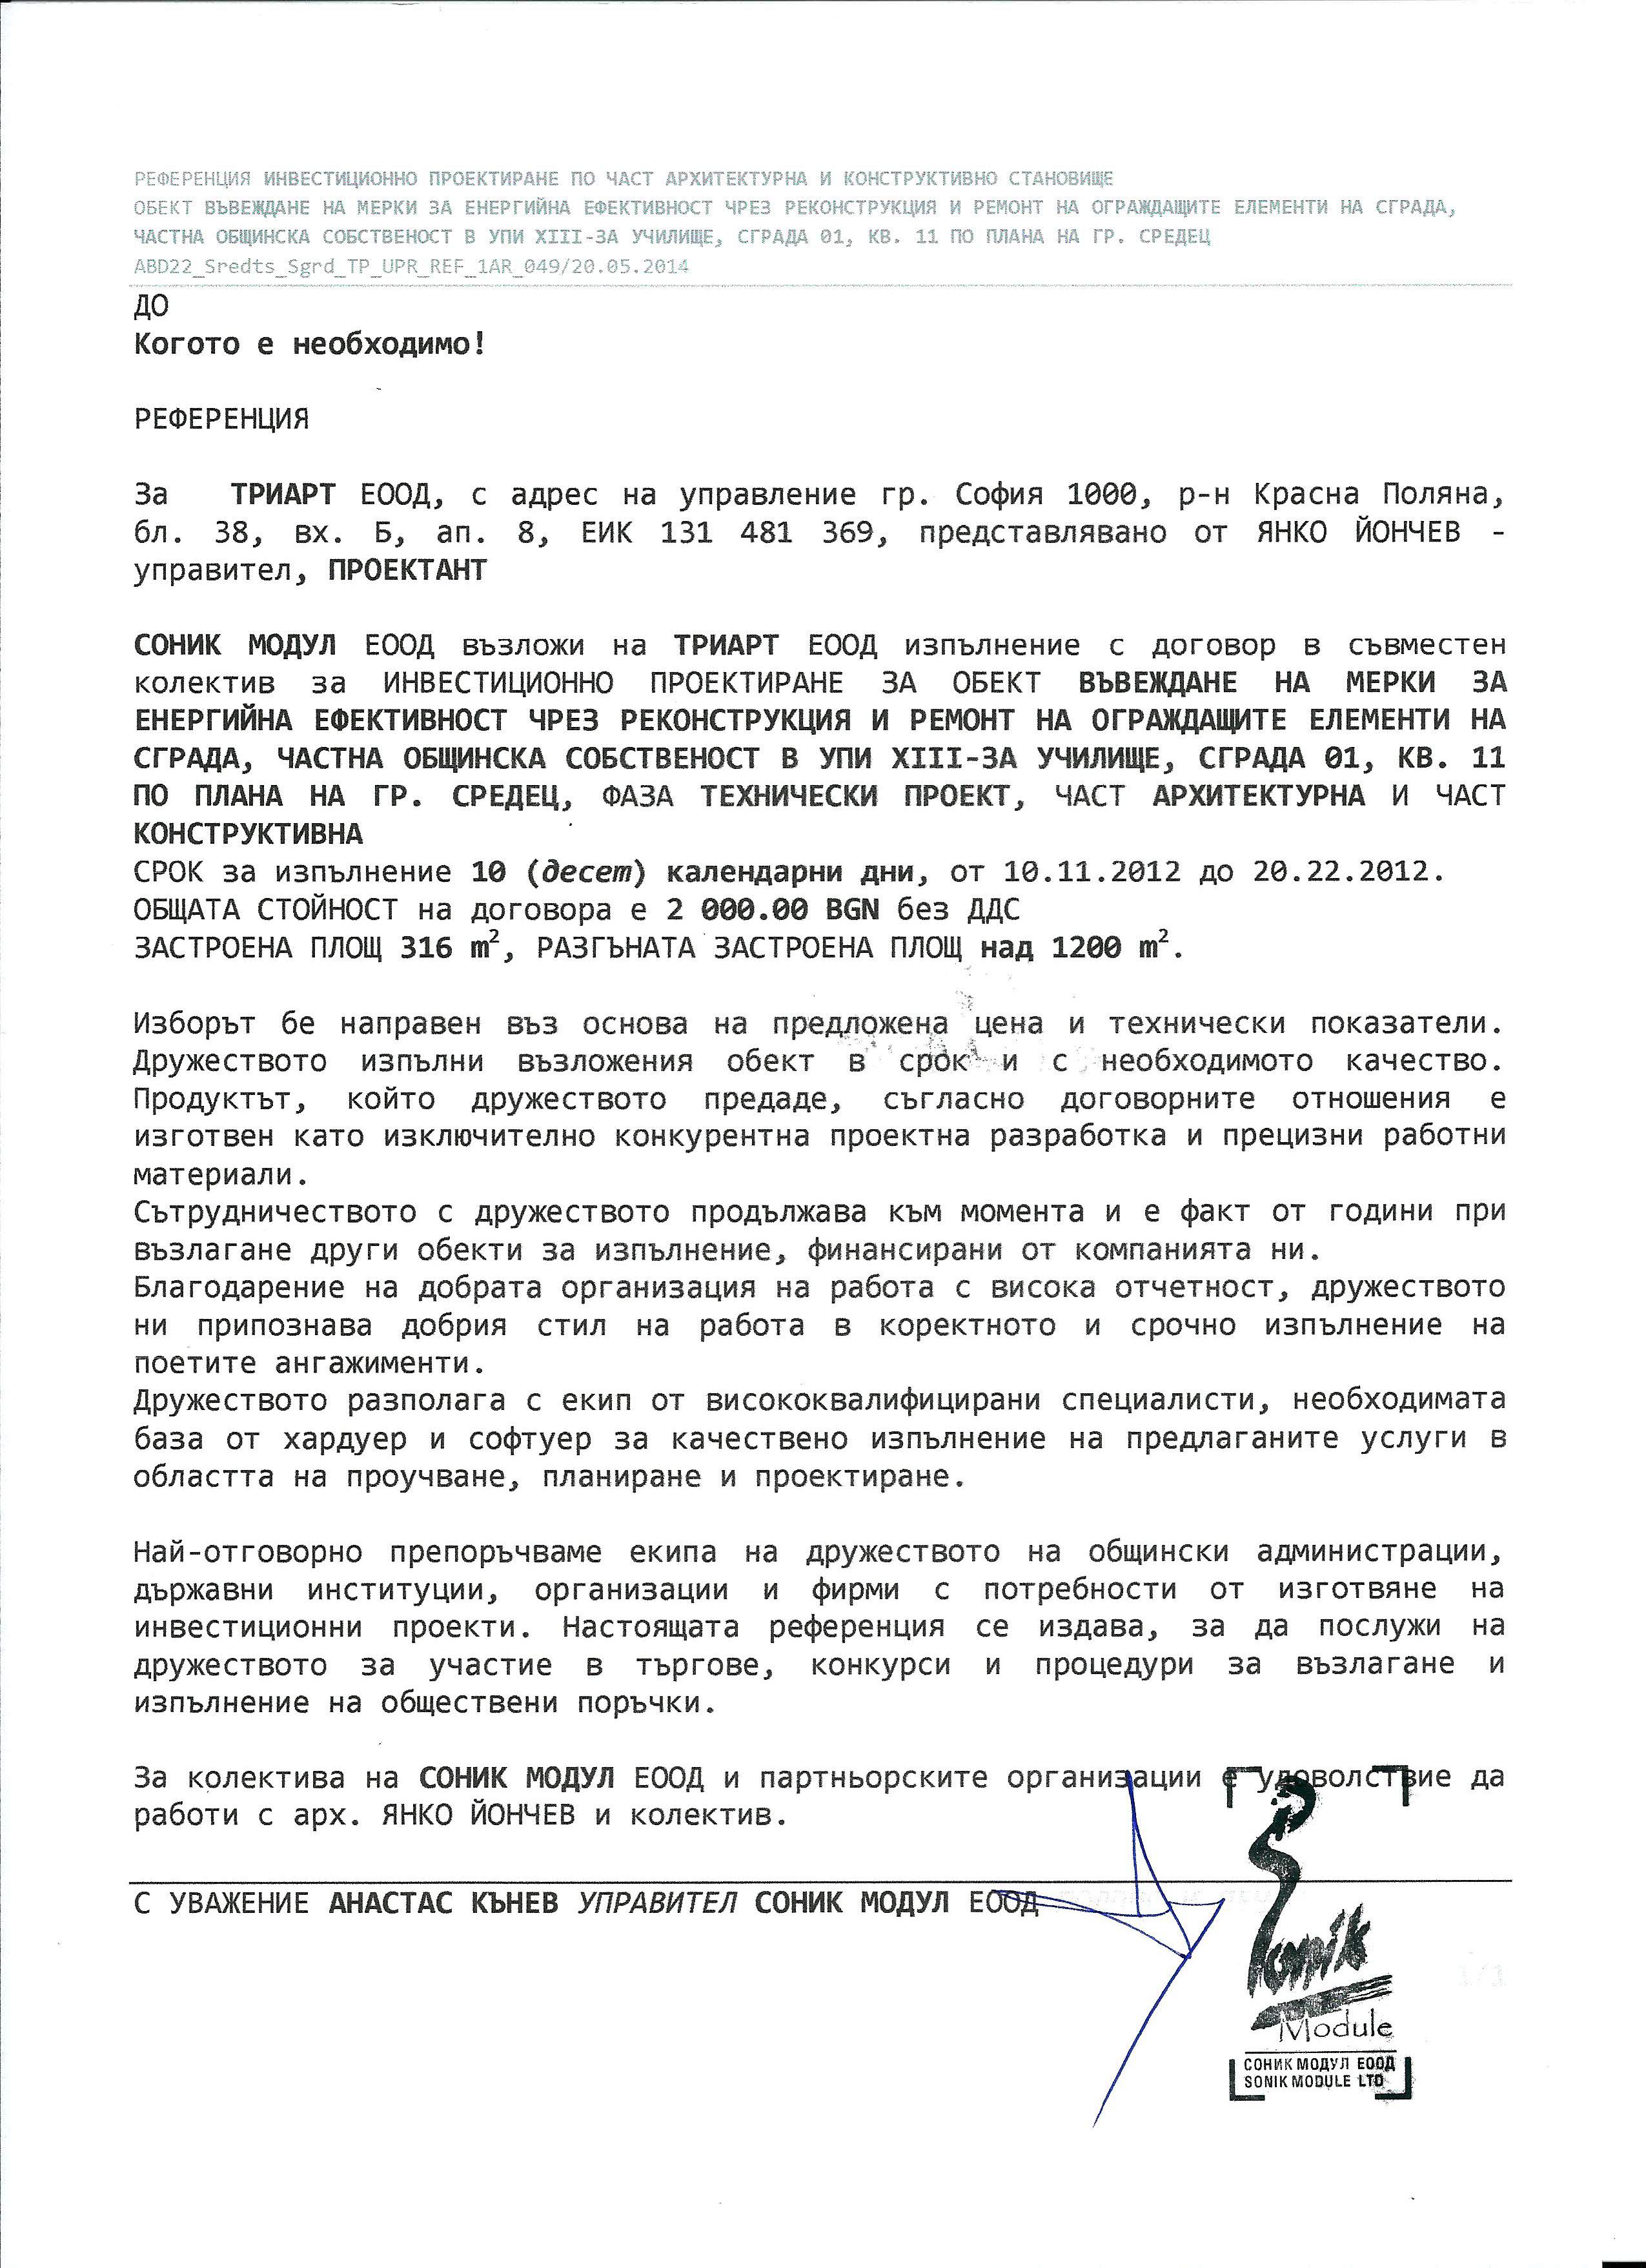 РЕФЕРЕНЦИЯ ИНВЕСТИЦИОННО ПРОЕКТИРАНЕ ПО ЧАСТ АРХИТЕКТУРНА И КОНСТРУКТИВНО СТАНОВИЩЕ
ОБЕКТ ВЪВЕЖДАНЕ НА МЕРКИ ЗА ЕНЕРГИЙНА ЕФЕКТИВНОСТ ЧРЕЗ РЕКОНСТРУКЦИЯ И РЕМОНТ НА ОГРАЖДАЩИТЕ ЕЛЕМЕНТИ НА СГРАДА,
ЧАСТНА ОБЩИНСКА СОБСТВЕНОСТ В УПИ XIII-ЗА УЧИЛИЩЕ, СГРАДА 01, КВ. 11 ПО ПЛАНА НА ГР. СРЕДЕЦ
ABD22_Sredts_Sgrd_TP_UPR_REF_1AR_049/20.05.2014
ДО
Когото е необходимо!
РЕФЕРЕНЦИЯ
За ТРИАРТ ЕООД, с адрес на управление гр. София 1000, р-н Красна Поляна,
бл. 38, вх. Б, ап. 8, ЕИК 131 481 369, представлявано от ЯНКО ЙОНЧЕВ -
управител, ПРОЕКТАНТ
СОНИК МОДУЛ ЕООД възложи на ТРИАРТ ЕООД изпълнение с договор в съвместен
колектив за ИНВЕСТИЦИОННО ПРОЕКТИРАНЕ ЗА ОБЕКТ ВЪВЕЖДАНЕ НА МЕРКИ ЗА
ЕНЕРГИЙНА ЕФЕКТИВНОСТ ЧРЕЗ РЕКОНСТРУКЦИЯ И РЕМОНТ НА ОГРАЖДАЩИТЕ ЕЛЕМЕНТИ НА
СГРАДА, ЧАСТНА ОБЩИНСКА СОБСТВЕНОСТ В УПИ XIII-ЗА УЧИЛИЩЕ, СГРАДА 01, КВ. 11
ПО ПЛАНА НА ГР. СРЕДЕЦ, ФАЗА ТЕХНИЧЕСКИ ПРОЕКТ, ЧАСТ АРХИТЕКТУРНА И ЧАСТ
КОНСТРУКТИВНА
СРОК за изпълнение 10 (десет) календарни дни, от 10.11.2012 до 20.22.2012.
ОБЩАТА СТОЙНОСТ на договора е 2 000.00 BGN без ДДС
ЗАСТРОЕНА ПЛОЩ 316 m², РАЗГЪНАТА ЗАСТРОЕНА ПЛОЩ над 1200 m².
Изборът бе направен въз основа на предложена цена и технически показатели.
Дружеството изпълни възложения обект в срок и с необходимото качество.
Продуктът, който дружеството предаде, съгласно договорните отношения е
изготвен като изключително конкурентна проектна разработка и прецизни работни
материали.
Сътрудничеството с дружеството продължава към момента и е факт от години при
възлагане други обекти за изпълнение, финансирани от компанията ни.
Благодарение на добрата организация на работа с висока отчетност, дружеството
ни припознава добрия стил на работа в коректното и срочно изпълнение на
поетите ангажименти.
Дружеството разполага с екип от висококвалифицирани специалисти, необходимата
база от хардуер и софтуер за качествено изпълнение на предлаганите услуги в
областта на проучване, планиране и проектиране.
Най-отговорно препоръчваме екипа на дружеството на общински администрации,
държавни институции, организации и фирми с потребности от изготвяне на
инвестиционни проекти. Настоящата референция се издава, за да послужи на
дружеството за участие в търгове, конкурси и процедури за възлагане и
изпълнение на обществени поръчки.
За колектива на СОНИК МОДУЛ ЕООД и партньорските организации е удоволствие да
работи с арх. ЯНКО ЙОНЧЕВ и колектив.
С УВАЖЕНИЕ АНАСТАС КЪНЕВ УПРАВИТЕЛ СОНИК МОДУЛ ЕООД
Sonik
Module
СОНИК МОДУЛ ЕООД
SONIK MODULE LTD